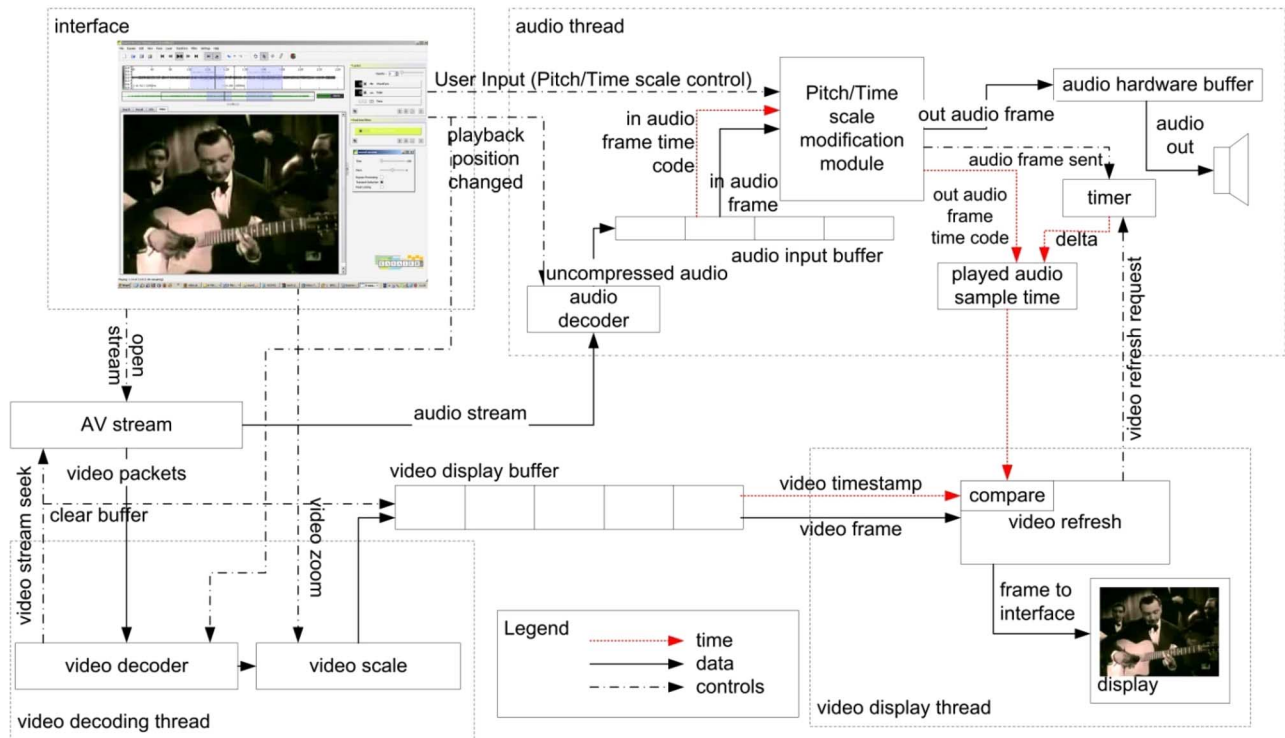 interface
audio thread
User Input (Pitch/Time scale control)
playback
position
changed
in audio
frame time
code
in audio
frame
Pitch/Time
scale
modification
module
out audio frame
audio hardware buffer
audio
out
audio frame sent
timer
out audio
frame
time code
delta
played audio
sample time
audio input buffer
uncompressed audio
audio
decoder
open
stream
AV stream
audio stream
video packets
video stream seek
clear buffer
video zoom
video display buffer
video timestamp
video frame
compare
video refresh
video refresh request
frame to
interface
display
video display thread
video decoder
video scale
video decoding thread
Legend
time
data
controls